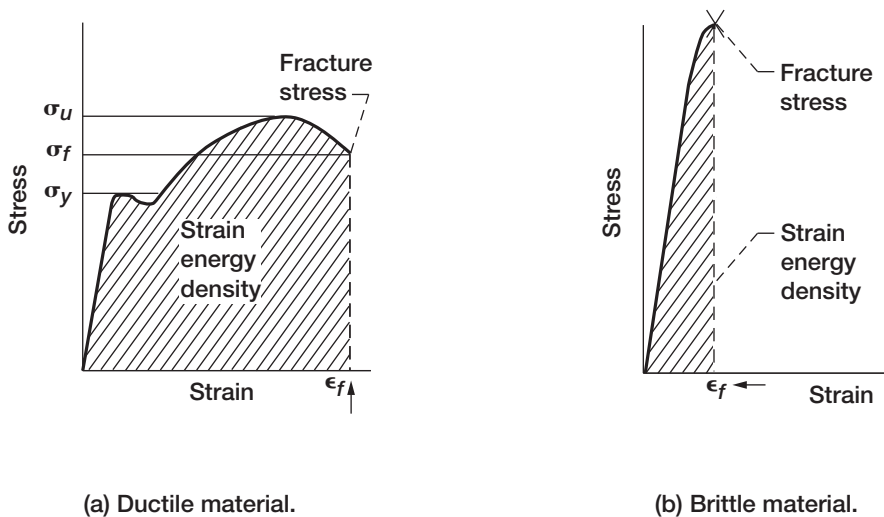 Fracture
stress
σu
σf
σy
Stress
Strain
energy
density
Strain
ϵf
(a) Ductile material.
Fracture
stress
Stress
Strain
energy
density
ϵf
Strain
(b) Brittle material.